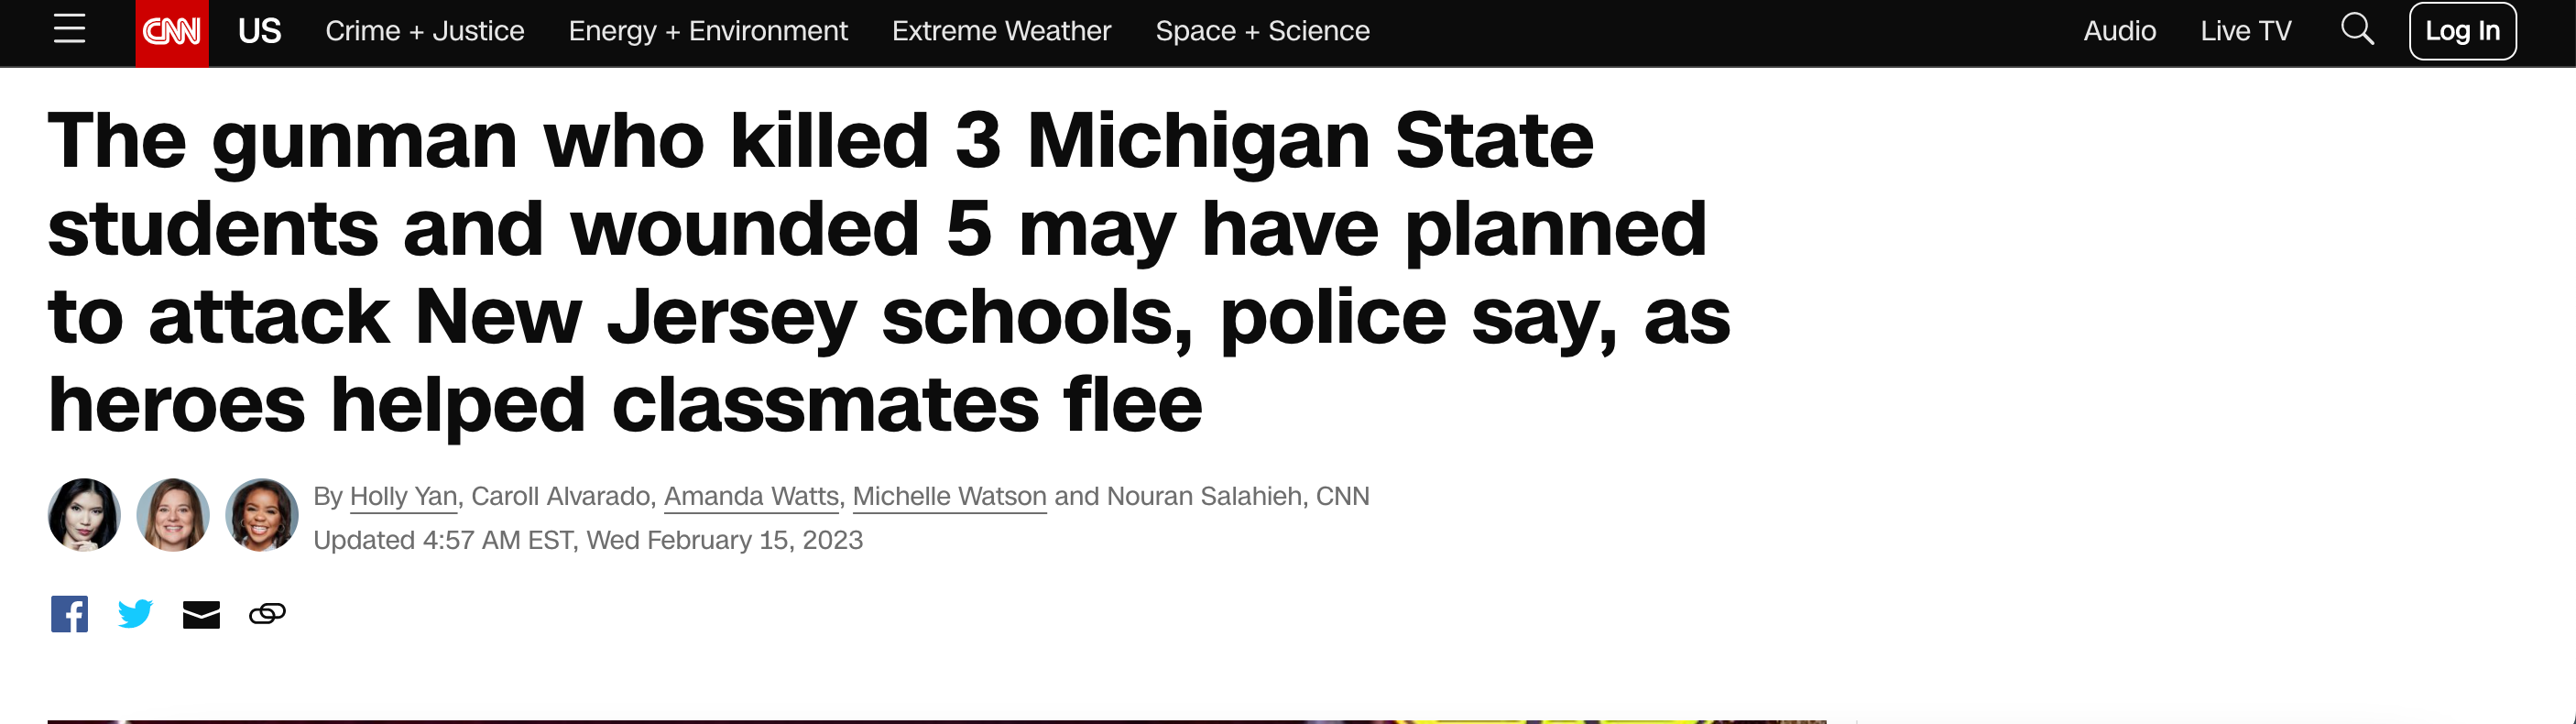 CNN US Crime + Justice Energy + Environment Extreme Weather Space + Science Audio Live TV Log In
The gunman who killed 3 Michigan State
students and wounded 5 may have planned
to attack New Jersey schools, police say, as
heroes helped classmates flee
By Holly Yan, Caroll Alvarado, Amanda Watts, Michelle Watson and Nouran Salahieh, CNN
Updated 4:57 AM EST, Wed February 15, 2023